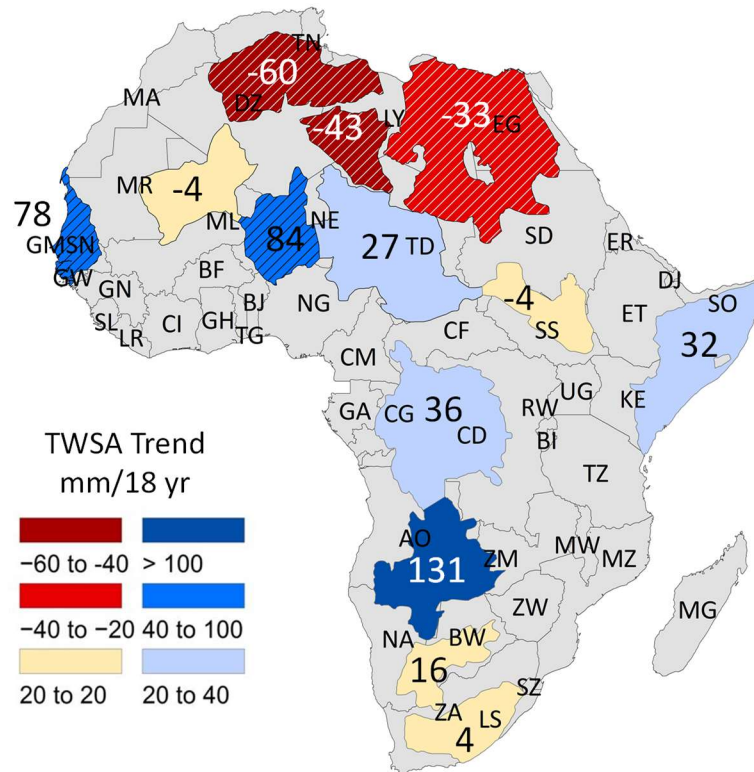 TN
-60
DZ
MA
-43
LY
-33
EG
MR
-4
78
ML
84
NE
27
TD
SD
ER
GMSN
GW
BF
DJ
GN
BJ
NG
-4
SO
SL
CI
GH
ET
LR
TG
CF
SS
32
CM
UG
GA
CG
36
RW
KE
CD
BI
TWSA Trend
mm/18 yr
TZ
−60 to -40
> 100
AO
131
ZM
MW
MZ
−40 to −20
40 to 100
ZW
MG
NA
BW
20 to 20
20 to 40
16
SZ
ZA
LS
4